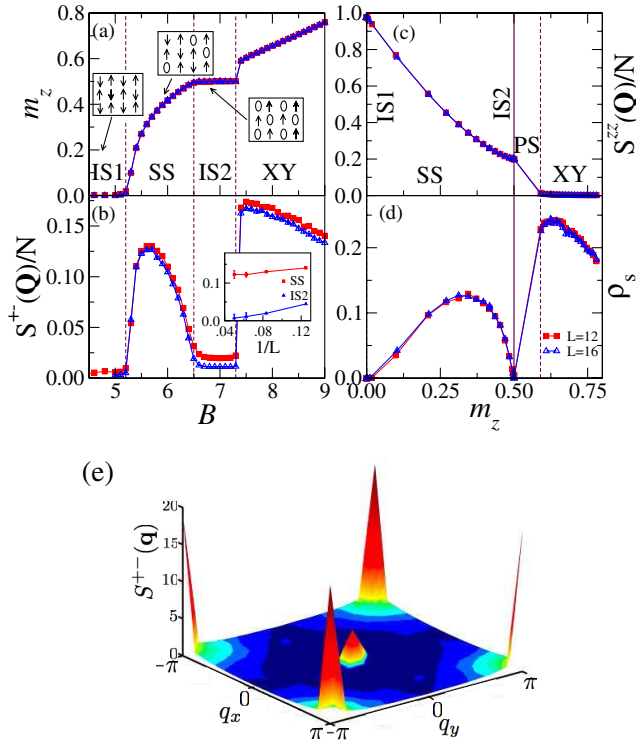 (a)
m_z
0.8
0.6
0.4
0.2
0.0
IS1
SS
IS2
XY
(b)
S^{+-}(Q)/N
0.15
0.10
0.05
0.00
5
6
7
8
9
B
0.1
0.0
SS
IS2
.04
.08
.12
1/L
(c)
1.0
0.8
0.6
0.4
0.2
0.0
IS1
SS
IS2
PS
XY
S^{zz}(Q)/N
(d)
0.2
0.1
0.0
0.00
0.25
0.50
0.75
m_z
ρ_s
L=12
L=16
(e)
S^{+-}(q)
20
15
10
5
0
-π
0
π
q_x
-π
0
π
q_y